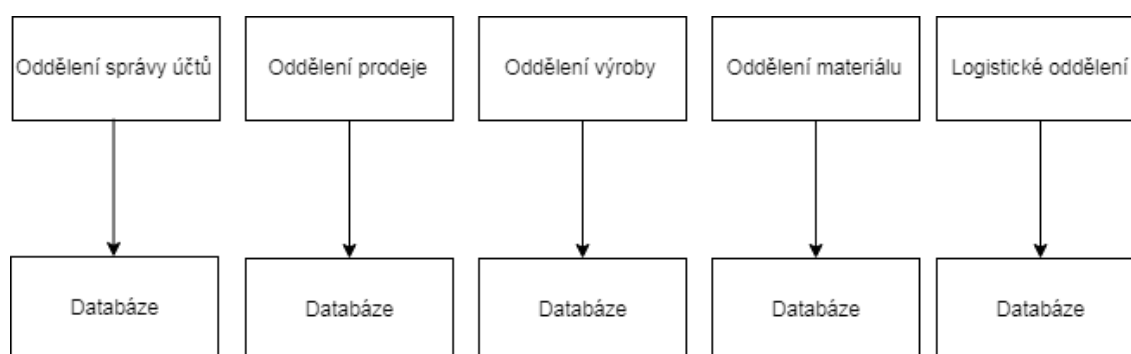 Oddělení správy účtů
Oddělení prodeje
Oddělení výroby
Oddělení materiálu
Logistické oddělení
Databáze
Databáze
Databáze
Databáze
Databáze